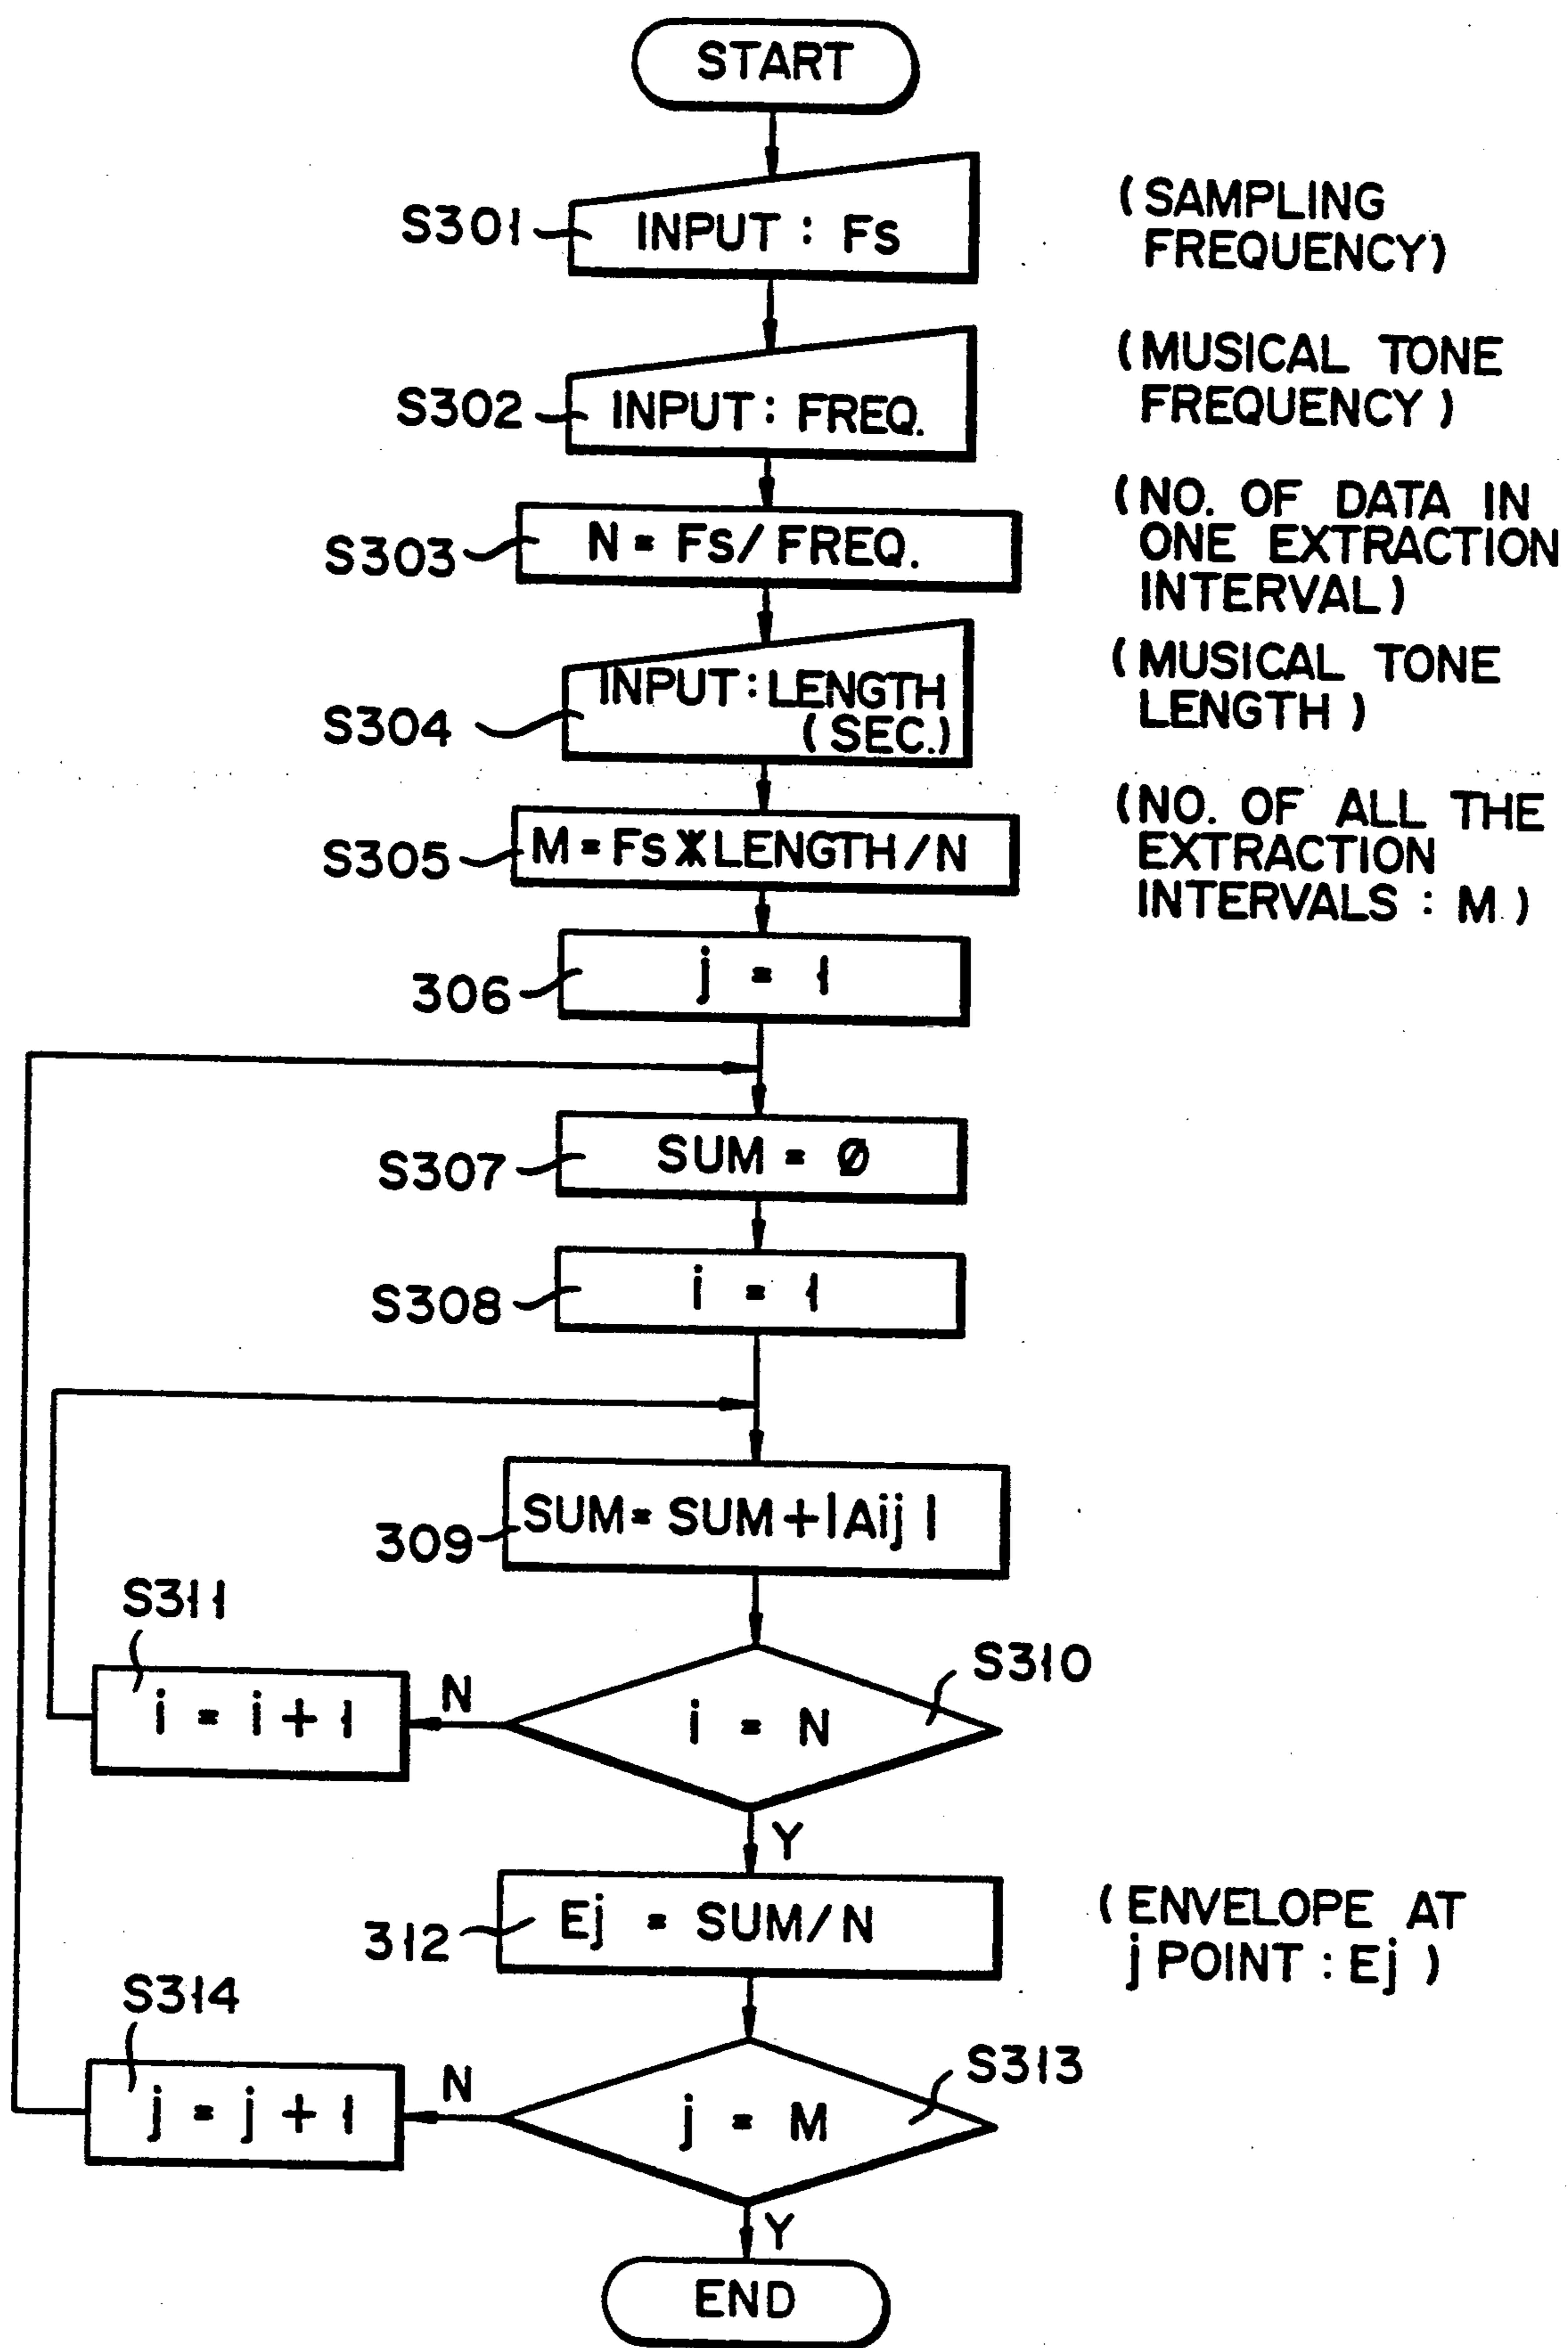 START
S301
INPUT : Fs
(SAMPLING
FREQUENCY)
S302
INPUT : FREQ.
(MUSICAL TONE
FREQUENCY)
S303
N = Fs / FREQ.
(NO. OF DATA IN
ONE EXTRACTION
INTERVAL)
S304
INPUT : LENGTH
(SEC.)
(MUSICAL TONE
LENGTH)
S305
M = Fs * LENGTH / N
(NO. OF ALL THE
EXTRACTION
INTERVALS : M)
306
j = 1
S307
SUM = Ø
S308
i = 1
309
SUM = SUM + |Aij|
S311
i = i + 1
N
S310
i = N
Y
312
Ej = SUM / N
(ENVELOPE AT
j POINT : Ej)
S314
j = j + 1
N
S313
j = M
Y
END